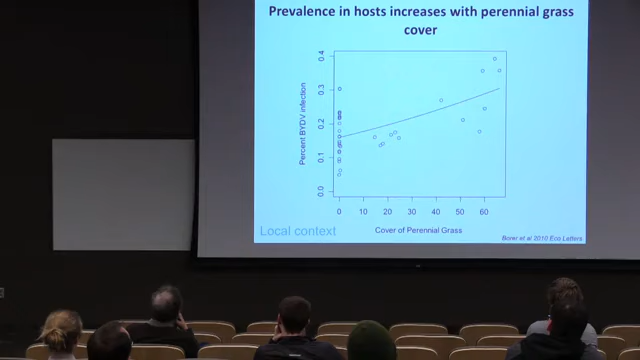 Prevalence in hosts increases with perennial grass
cover
Percent BYDV infection
0.4
0.3
0.2
0.1
0.0
0 10 20 30 40 50 60
Cover of Perennial Grass
Local context
Borer et al 2010 Eco Letters